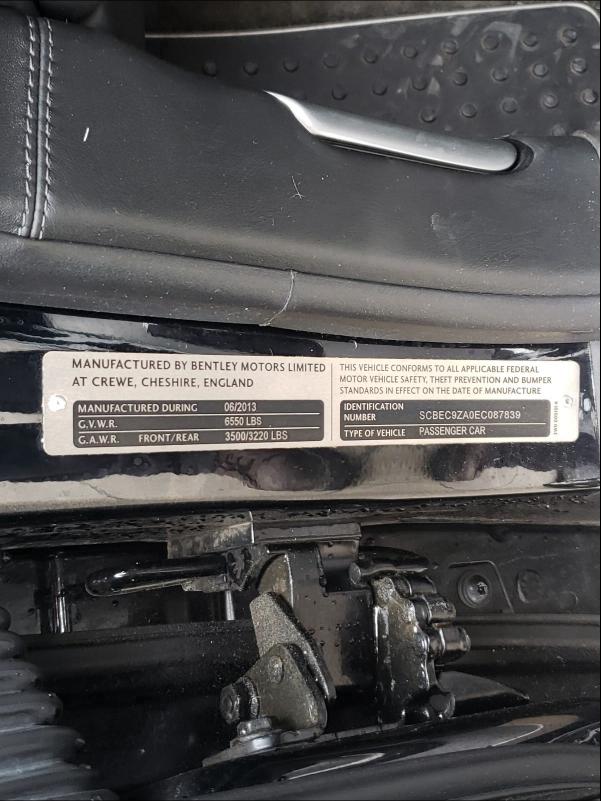 MANUFACTURED BY BENTLEY MOTORS LIMITED
AT CREWE, CHESHIRE, ENGLAND
MANUFACTURED DURING 06/2013
G.V.W.R. 6550 LBS
G.A.W.R. FRONT/REAR 3500/3220 LBS
THIS VEHICLE CONFORMS TO ALL APPLICABLE FEDERAL
MOTOR VEHICLE SAFETY, THEFT PREVENTION AND BUMPER
STANDARDS IN EFFECT ON THE DATE OF MANUFACTURE
IDENTIFICATION
NUMBER SCBEC9ZA0EC087839
TYPE OF VEHICLE PASSENGER CAR